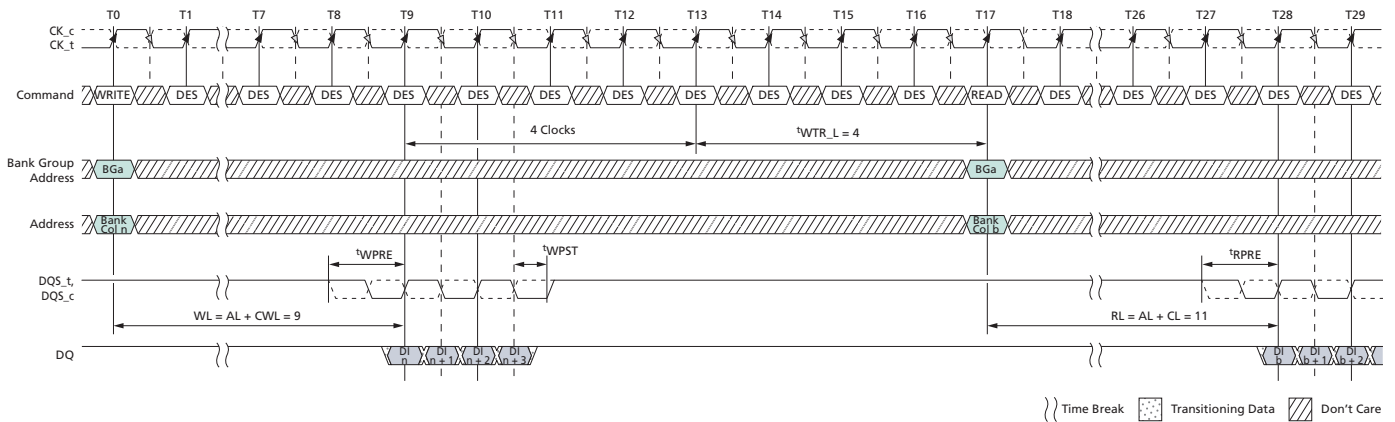 T0 T1 T7 T8 T9 T10 T11 T12 T13 T14 T15 T16 T17 T18 T26 T27 T28 T29
CK_c
CK_t
Command WRITE DES DES DES DES DES DES DES DES DES DES DES READ DES DES DES DES DES
4 Clocks tWTR_L = 4
Bank Group
Address
BGa BGa
Address
Bank
Col n
Bank
Col b
tWPRE tWPST tRPRE
DQS_t,
DQS_c
WL = AL + CWL = 9 RL = AL + CL = 11
DQ
DI
n
DI
n + 1
DI
n + 2
DI
n + 3
DI
b
DI
b + 1
DI
b + 2
Time Break Transitioning Data Don't Care